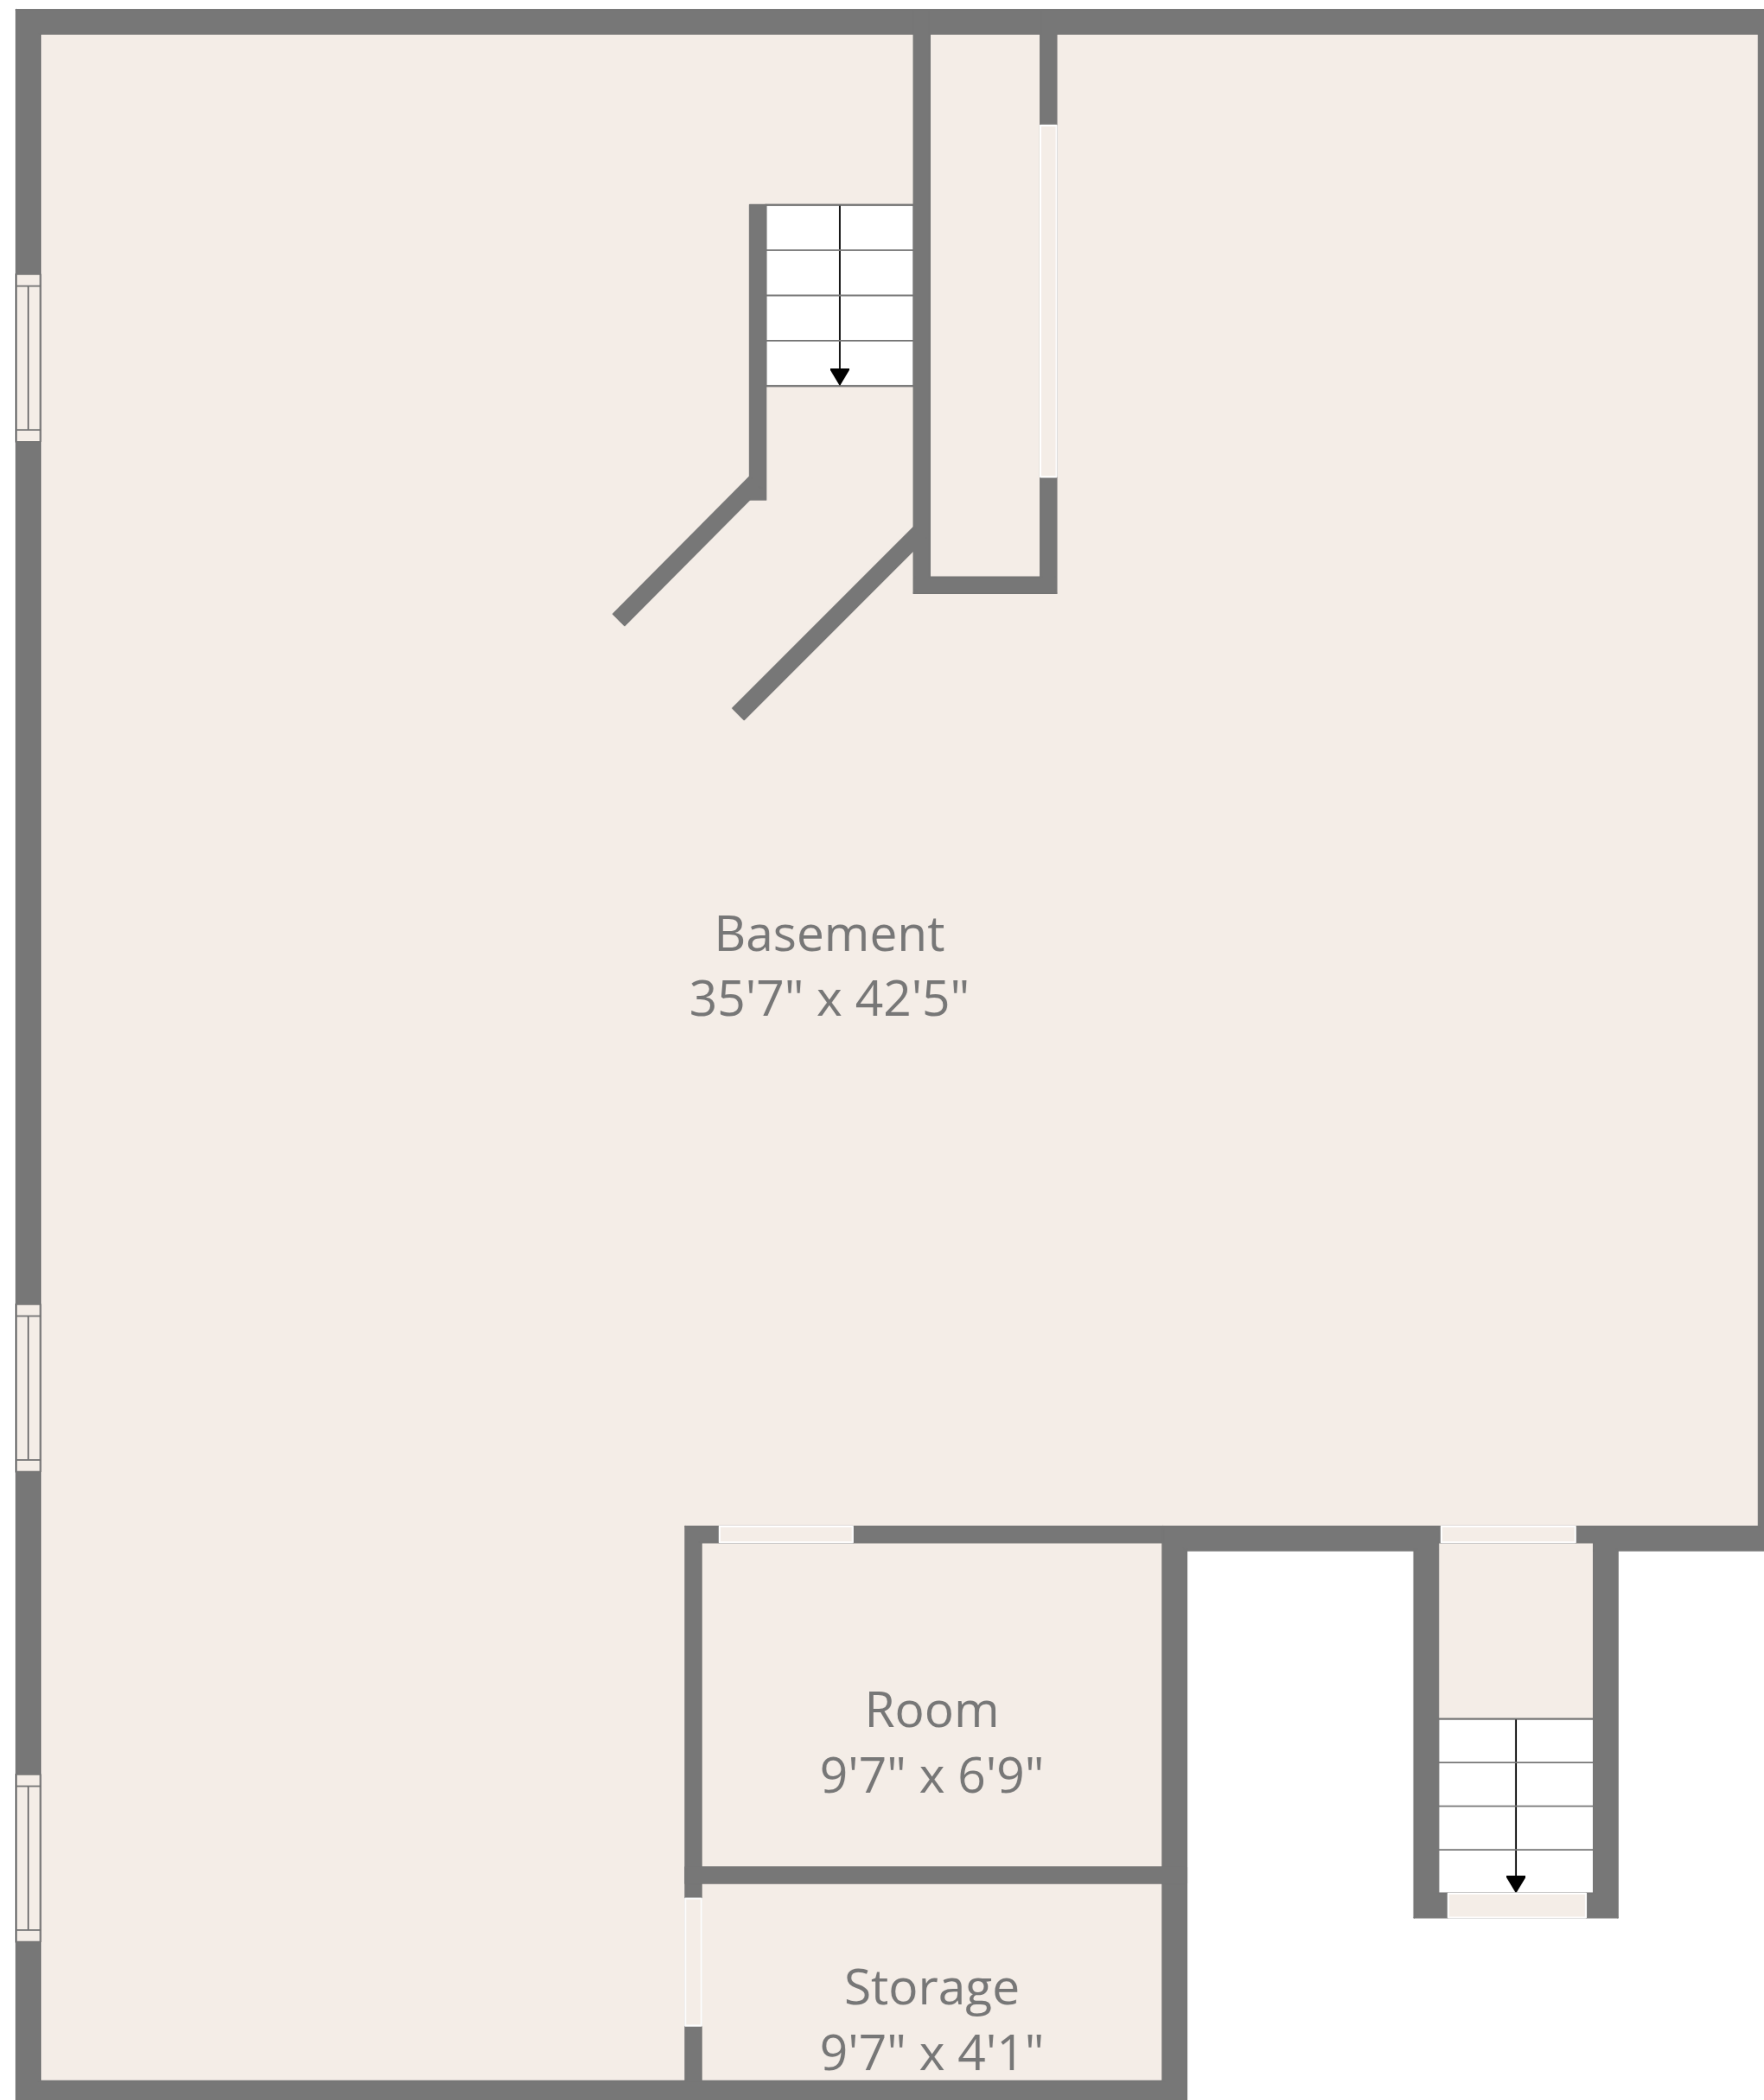 Basement
35'7" x 42'5"
Room
9'7" x 6'9"
Storage
9'7" x 4'1"